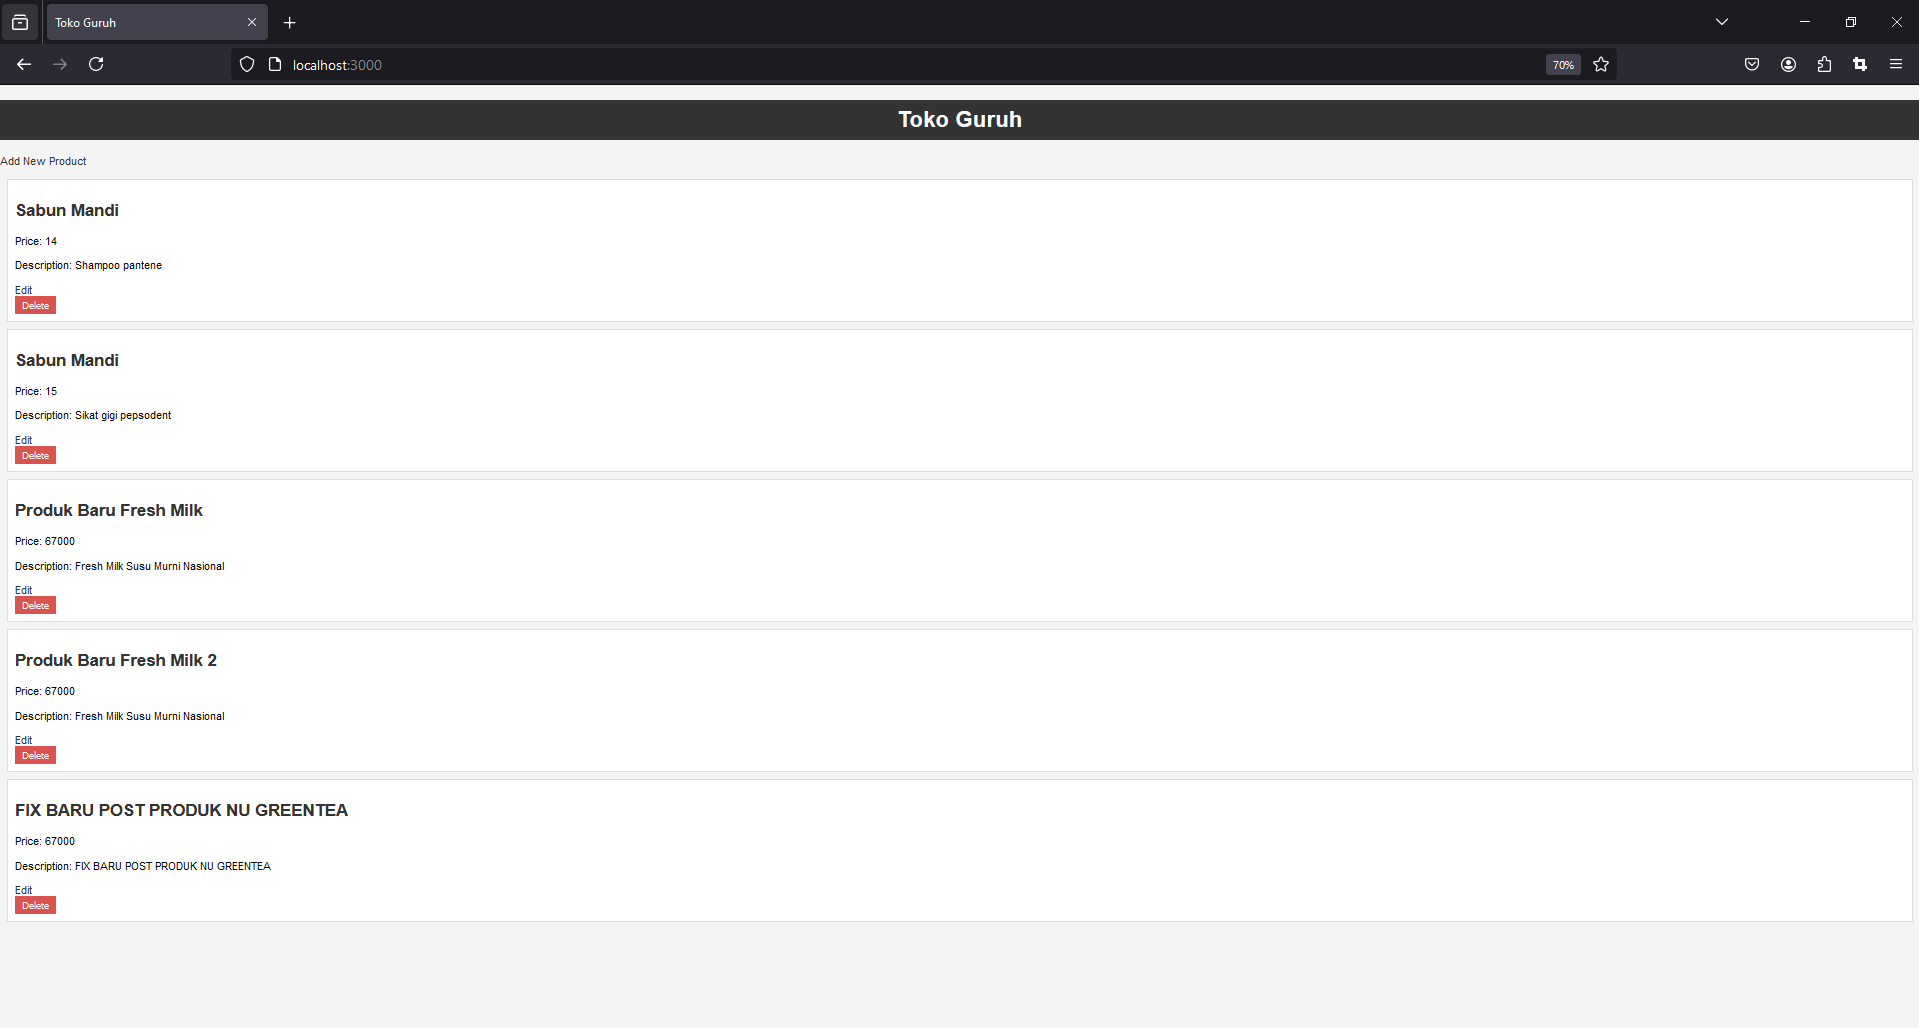 Toko Guruh
localhost:3000
70%
Toko Guruh
Add New Product
Sabun Mandi
Price: 14
Description: Shampoo pantene
Edit
Delete
Sabun Mandi
Price: 15
Description: Sikat gigi pepsodent
Edit
Delete
Produk Baru Fresh Milk
Price: 67000
Description: Fresh Milk Susu Murni Nasional
Edit
Delete
Produk Baru Fresh Milk 2
Price: 67000
Description: Fresh Milk Susu Murni Nasional
Edit
Delete
FIX BARU POST PRODUK NU GREENTEA
Price: 67000
Description: FIX BARU POST PRODUK NU GREENTEA
Edit
Delete